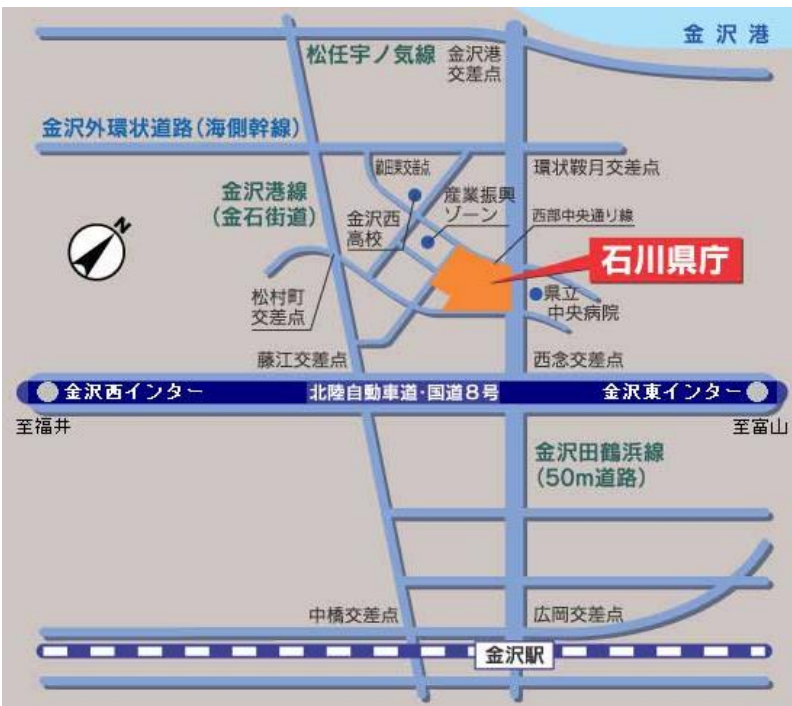 金沢港
松任宇ノ気線
金沢港
交差点
金沢外環状道路(海側幹線)
環状鞍月交差点
金沢港線
(金石街道)
金沢西
高校
産業振興
ゾーン
西部中央通り線
石川県庁
県立
中央病院
松村町
交差点
藤江交差点
西念交差点
金沢西インター
北陸自動車道・国道8号
金沢東インター
至福井
至富山
金沢田鶴浜線
(50m道路)
中橋交差点
広岡交差点
金沢駅
N